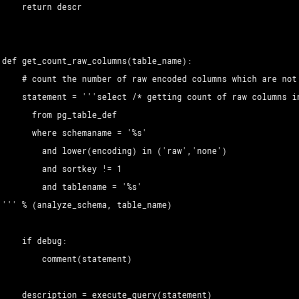 return descr
def get_count_raw_columns(table_name):
# count the number of raw encoded columns which are not
statement = '''select /* getting count of raw columns in
from pg_table_def
where schemaname = '%s'
and lower(encoding) in ('raw','none')
and sortkey != 1
and tablename = '%s'
''' % (analyze_schema, table_name)
if debug:
comment(statement)
description = execute_query(statement)